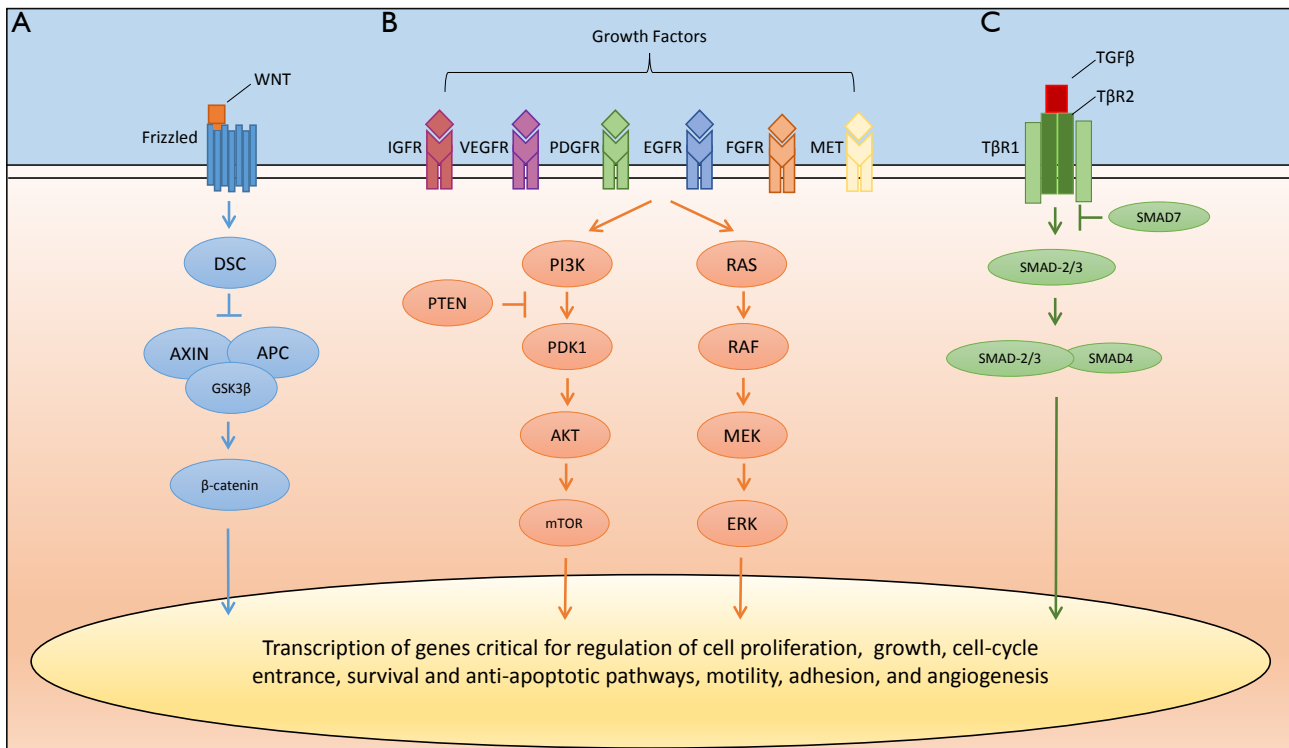 A
WNT
Frizzled
DSC
AXIN
APC
GSK3β
β-catenin
B
Growth Factors
IGFR
VEGFR
PDGFR
EGFR
FGFR
MET
PI3K
RAS
PTEN
PDK1
RAF
AKT
MEK
mTOR
ERK
C
TGFβ
TβR2
TβR1
SMAD7
SMAD-2/3
SMAD-2/3
SMAD4
Transcription of genes critical for regulation of cell proliferation, growth, cell-cycle
entrance, survival and anti-apoptotic pathways, motility, adhesion, and angiogenesis